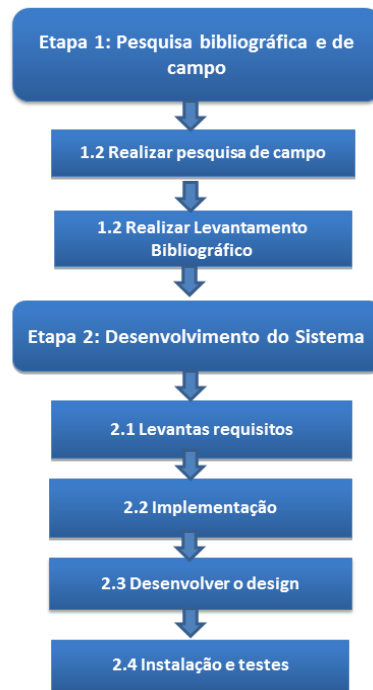 Etapa 1: Pesquisa bibliográfica e de
campo
1.2 Realizar pesquisa de campo
1.2 Realizar Levantamento
Bibliográfico
Etapa 2: Desenvolvimento do Sistema
2.1 Levantas requisitos
2.2 Implementação
2.3 Desenvolver o design
2.4 Instalação e testes